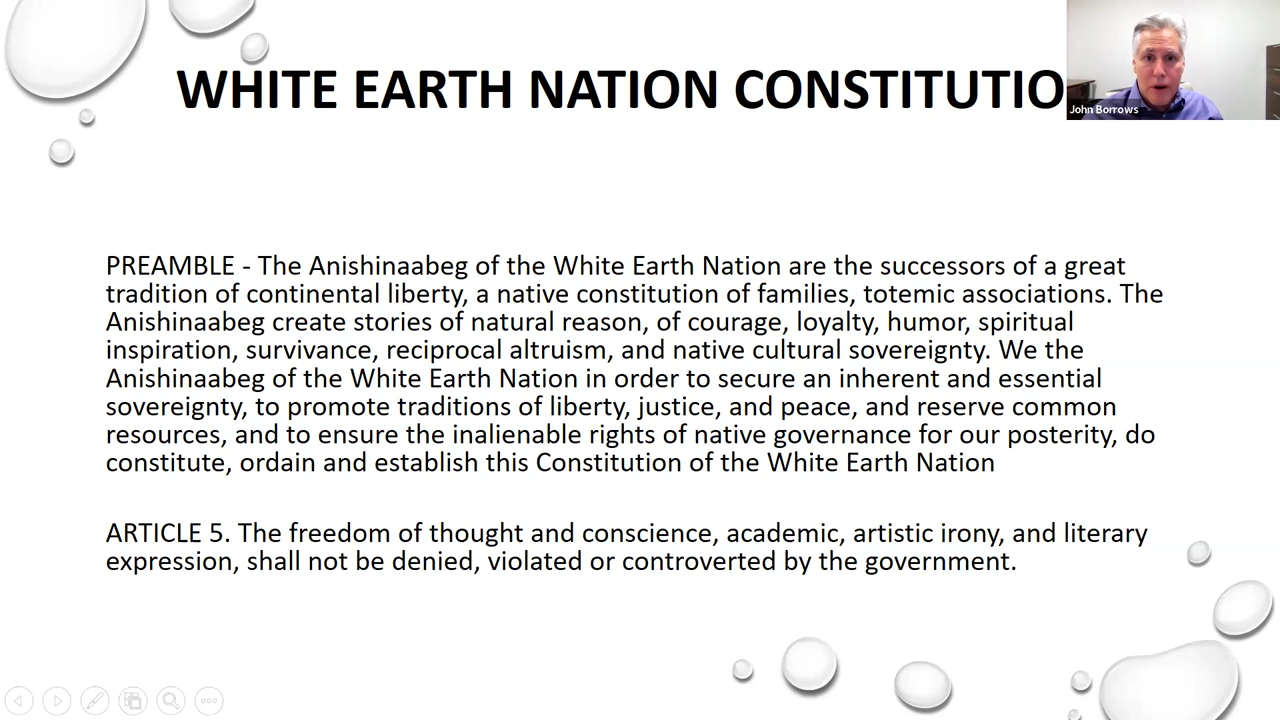 WHITE EARTH NATION CONSTITUTIO
John Borrows
PREAMBLE - The Anishinaabeg of the White Earth Nation are the successors of a great
tradition of continental liberty, a native constitution of families, totemic associations. The
Anishinaabeg create stories of natural reason, of courage, loyalty, humor, spiritual
inspiration, survivance, reciprocal altruism, and native cultural sovereignty. We the
Anishinaabeg of the White Earth Nation in order to secure an inherent and essential
sovereignty, to promote traditions of liberty, justice, and peace, and reserve common
resources, and to ensure the inalienable rights of native governance for our posterity, do
constitute, ordain and establish this Constitution of the White Earth Nation
ARTICLE 5. The freedom of thought and conscience, academic, artistic irony, and literary
expression, shall not be denied, violated or controverted by the government.